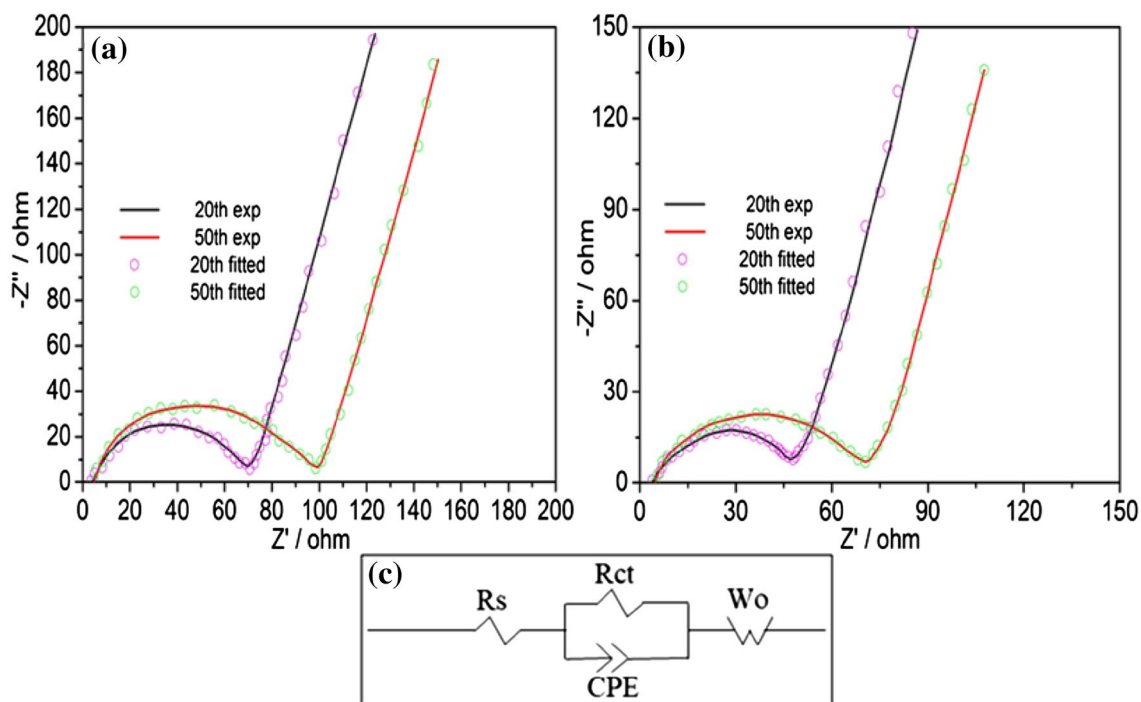 (a)
200
180
160
140
120
100
80
60
40
20
0
-Z'' / ohm
20th exp
50th exp
20th fitted
50th fitted
0 20 40 60 80 100 120 140 160 180 200
Z' / ohm
(b)
150
120
90
60
30
0
-Z'' / ohm
20th exp
50th exp
20th fitted
50th fitted
0 30 60 90 120 150
Z' / ohm
(c)
Rs
Rct
CPE
Wo